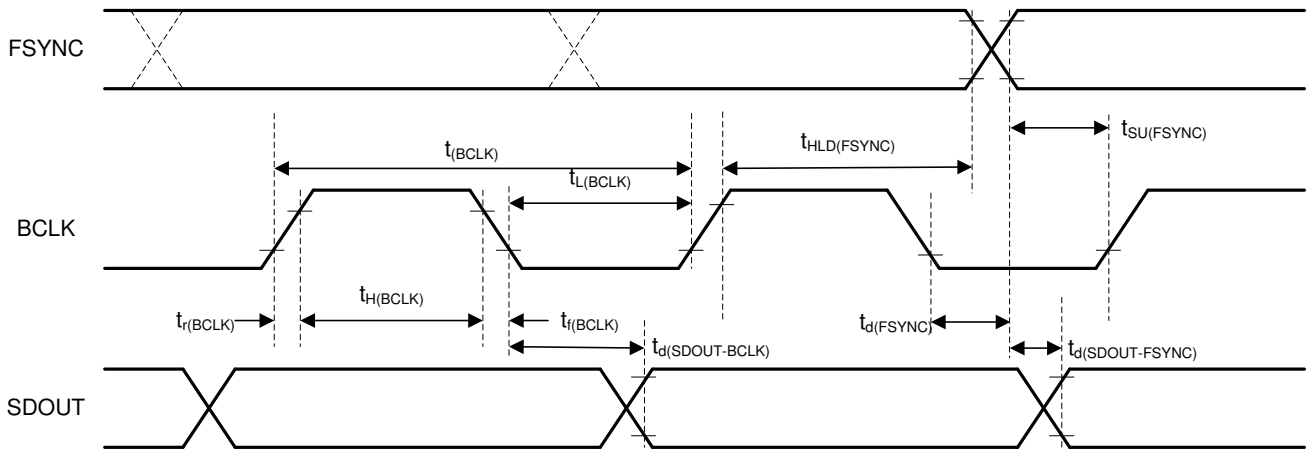 FSYNC
tSU(FSYNC)
tHLD(FSYNC)
t(BCLK)
tL(BCLK)
BCLK
tH(BCLK)
tr(BCLK)
tf(BCLK)
td(FSYNC)
td(SDOUT-BCLK)
td(SDOUT-FSYNC)
SDOUT